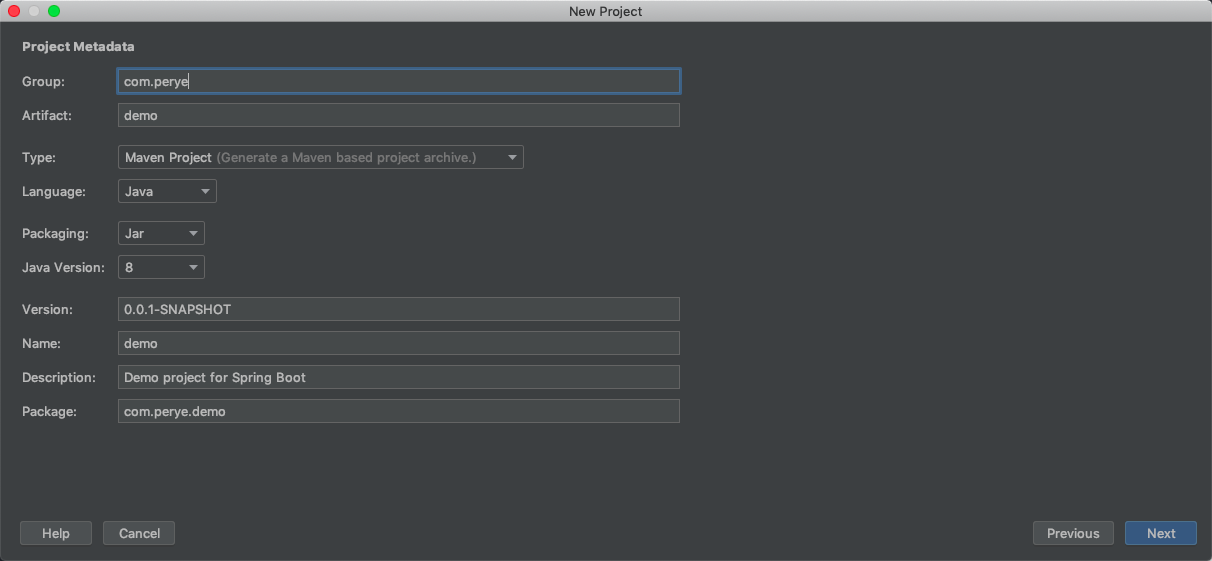 New Project
Project Metadata
Group: com.perye
Artifact: demo
Type: Maven Project (Generate a Maven based project archive.)
Language: Java
Packaging: Jar
Java Version: 8
Version: 0.0.1-SNAPSHOT
Name: demo
Description: Demo project for Spring Boot
Package: com.perye.demo
Help Cancel Previous Next